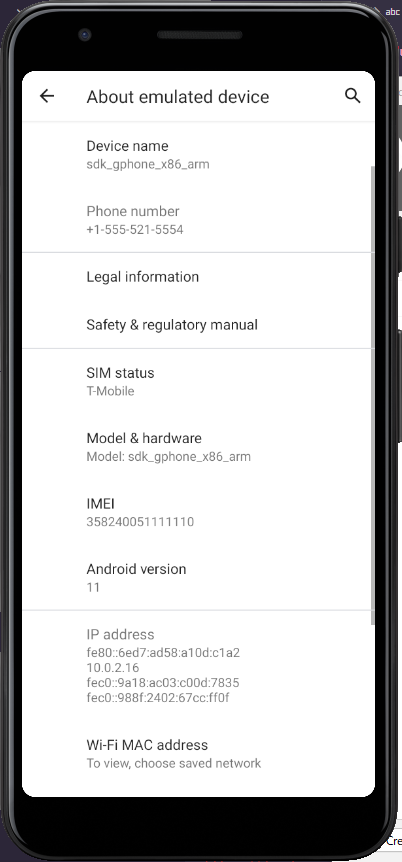 abc
About emulated device
Device name
sdk_gphone_x86_arm
Phone number
+1-555-521-5554
Legal information
Safety & regulatory manual
SIM status
T-Mobile
Model & hardware
Model: sdk_gphone_x86_arm
IMEI
358240051111110
Android version
11
IP address
fe80::6ed7:ad58:a10d:c1a2
10.0.2.16
fec0::9a18:ac03:c00d:7835
fec0::988f:2402:67cc:ff0f
Wi-Fi MAC address
To view, choose saved network
Cre